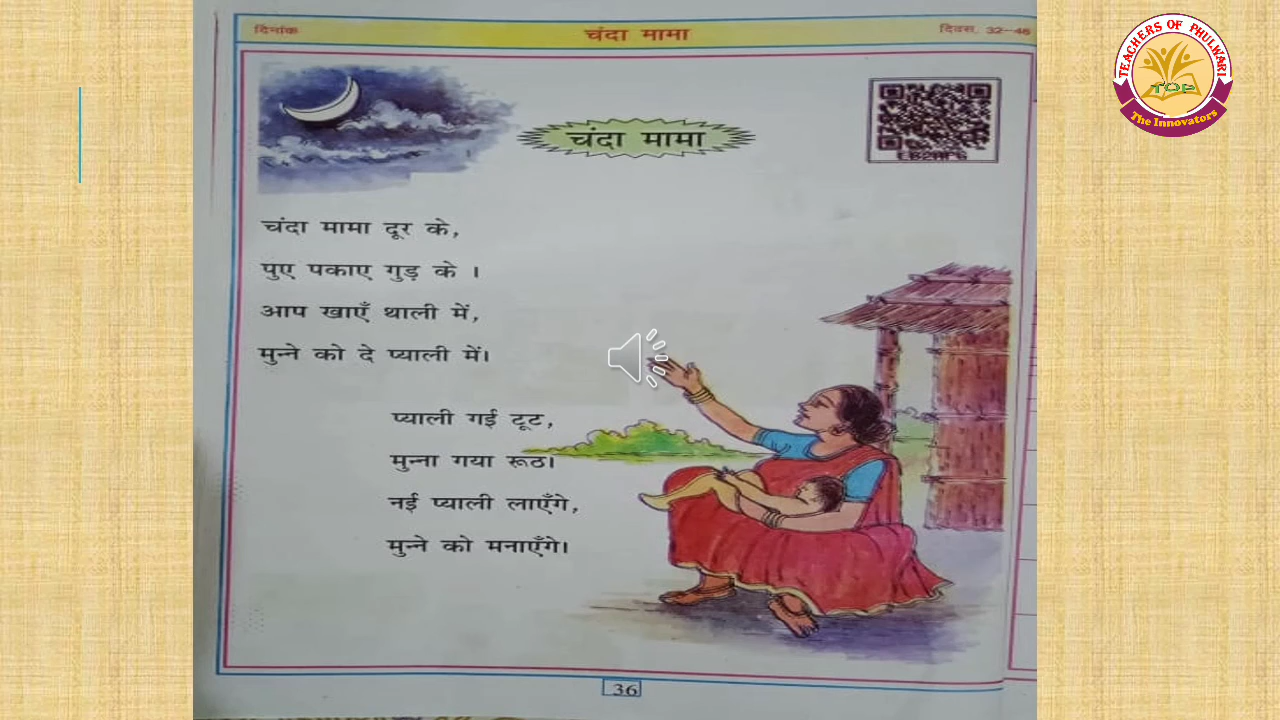 दिनांक
चंदा मामा
दिवस. 32-46
चंदा मामा
चंदा मामा दूर के,
पुए पकाए गुड़ के ।
आप खाएँ थाली में,
मुन्ने को दे प्याली में।
प्याली गई टूट,
मुन्ना गया रूठ।
नई प्याली लाएँगे,
मुन्ने को मनाएँगे।
36
TEACHERS OF PHULWARI
TOP
The Innovators